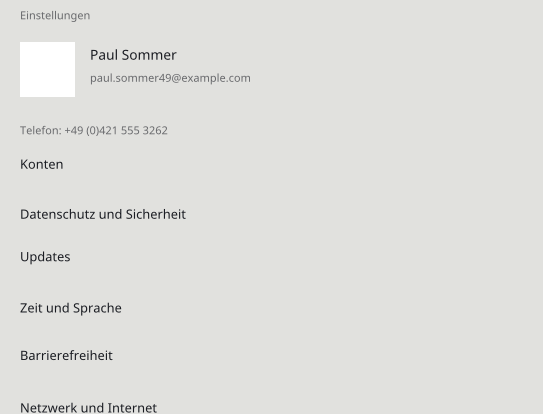 Einstellungen
Paul Sommer
paul.sommer49@example.com
Telefon: +49 (0)421 555 3262
Konten
Datenschutz und Sicherheit
Updates
Zeit und Sprache
Barrierefreiheit
Netzwerk und Internet